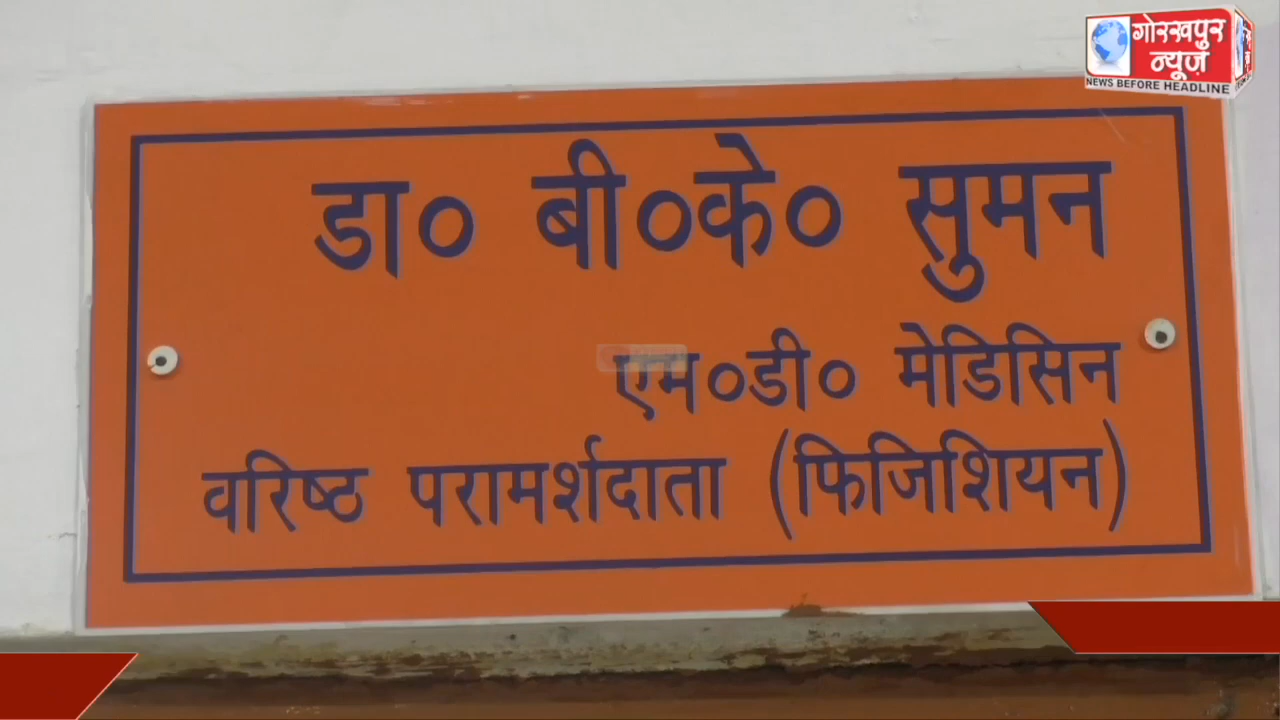 गोरखपुर
न्यूज़
NEWS BEFORE HEADLINE
डा० बी०के० सुमन
एम०डी० मेडिसिन
वरिष्ठ परामर्शदाता (फिजिशियन)